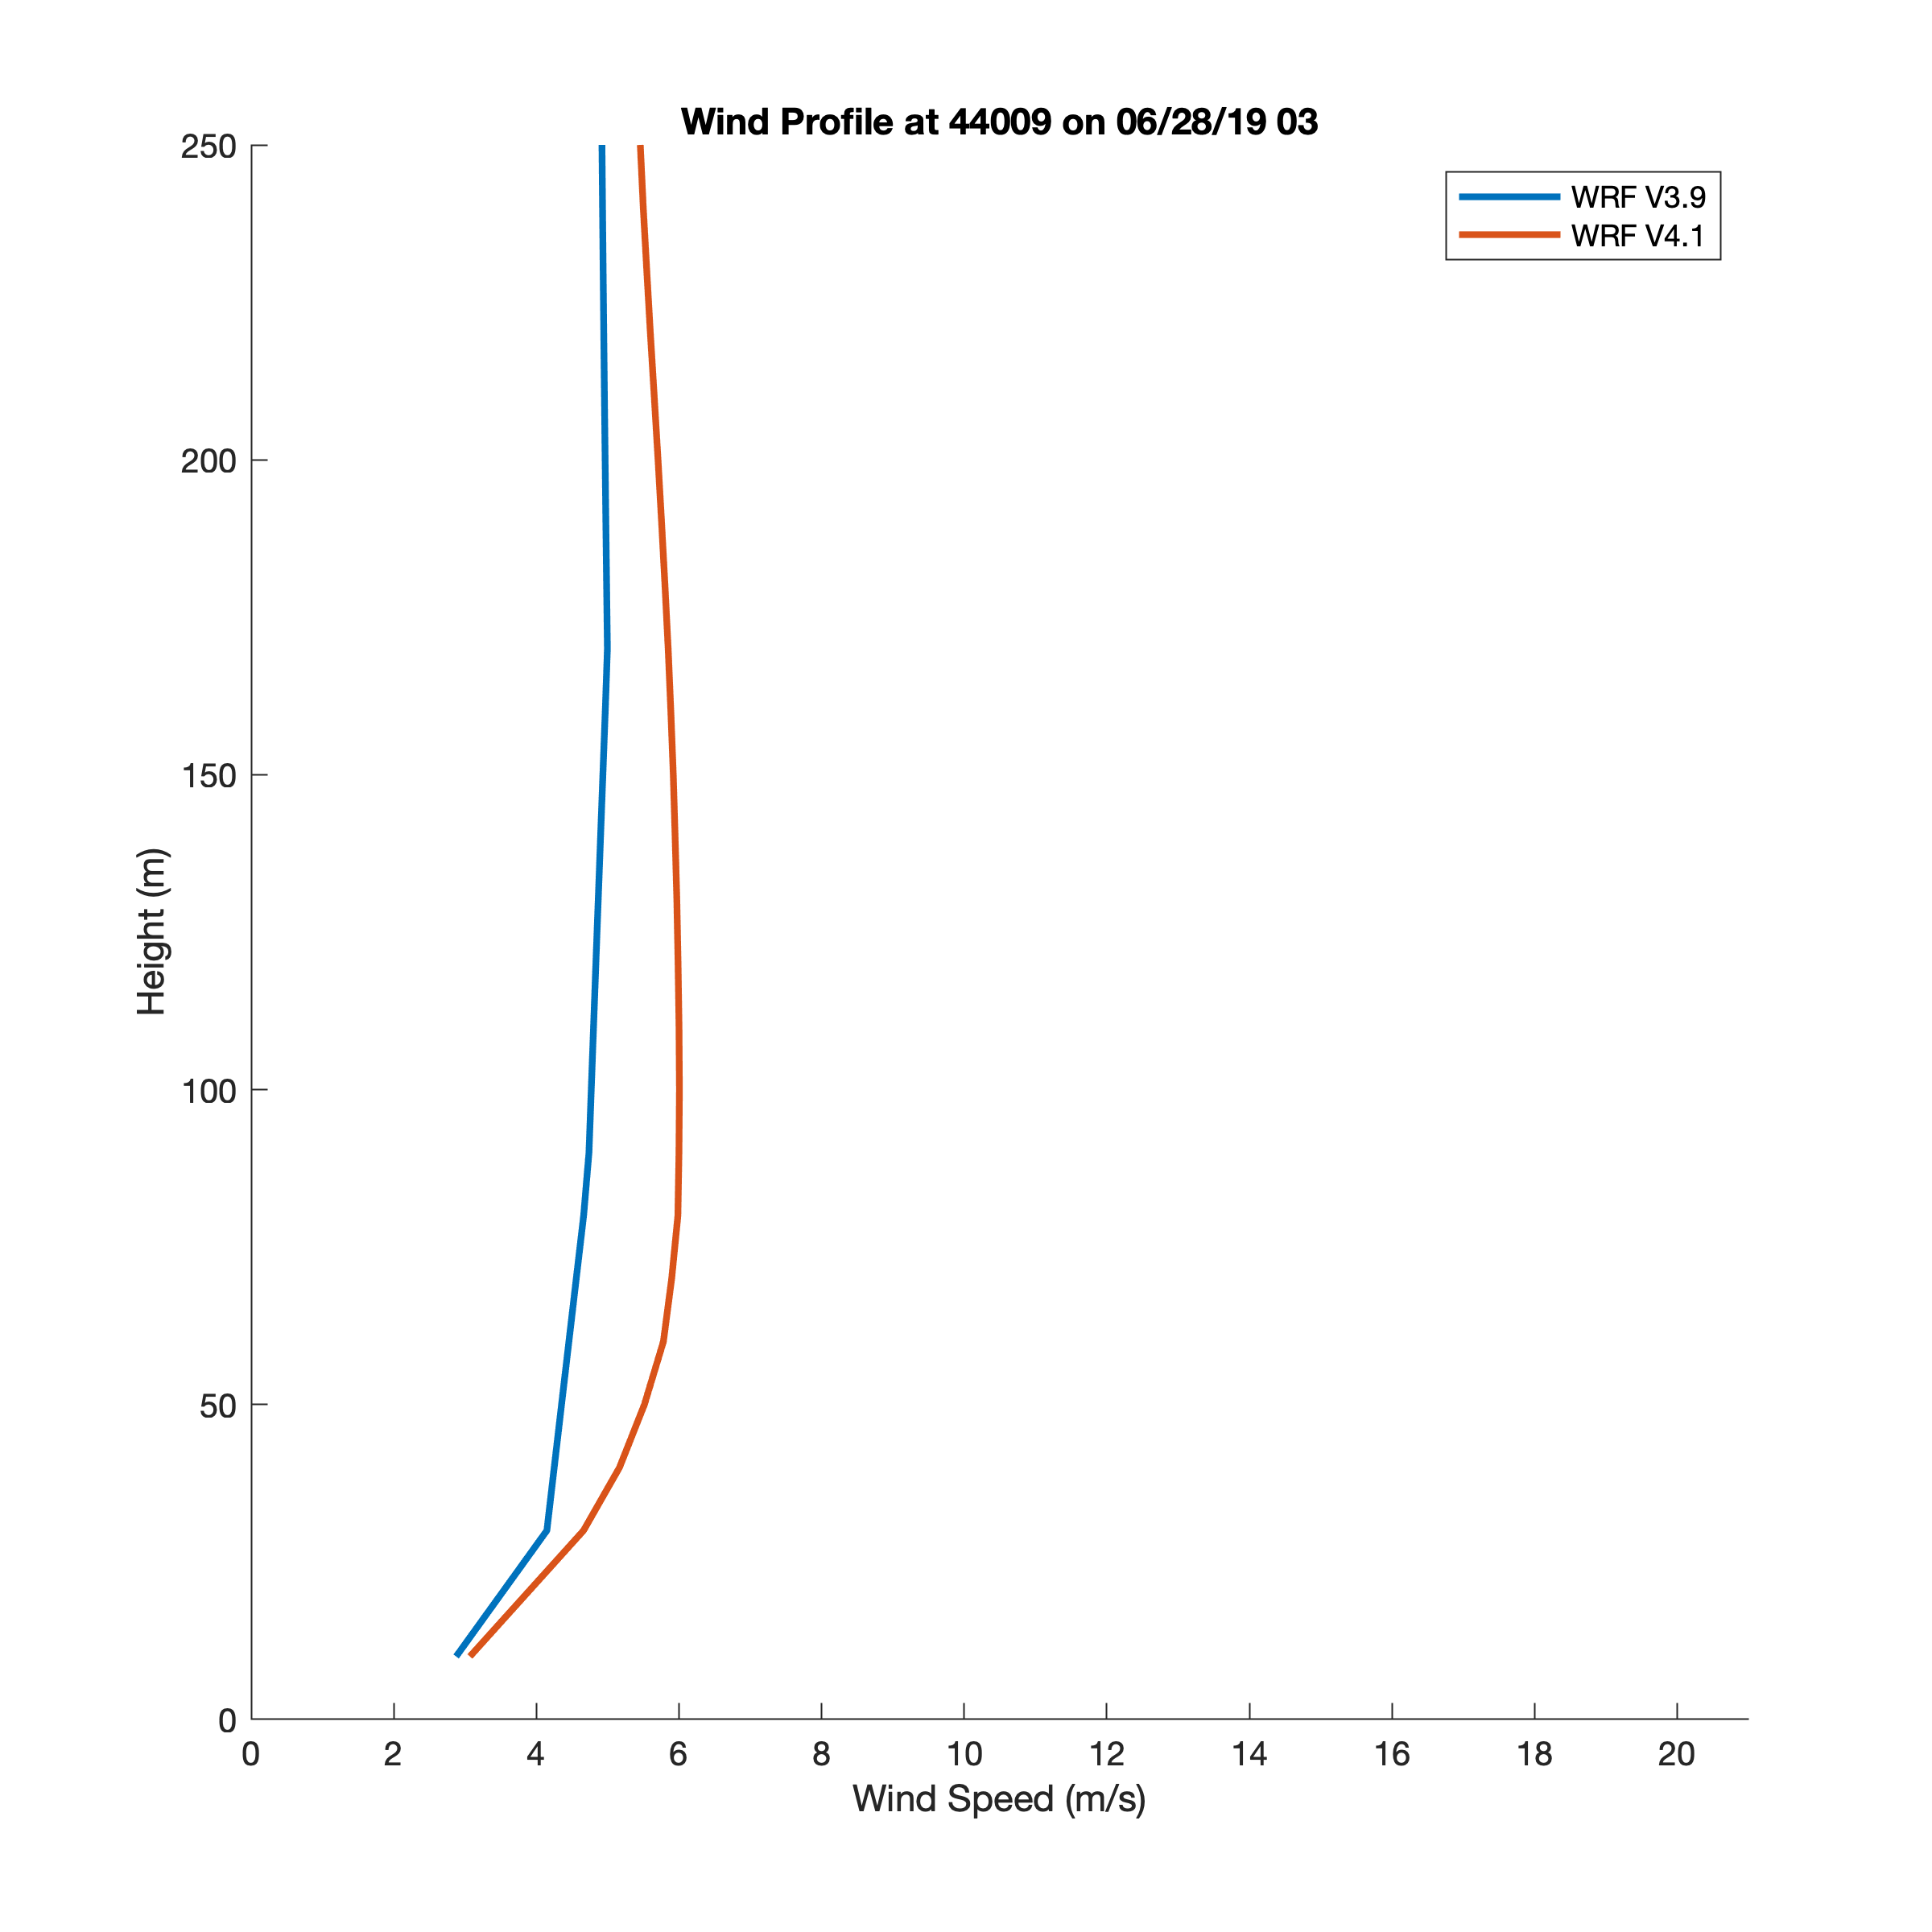 Wind Profile at 44009 on 06/28/19 03
WRF V3.9
WRF V4.1
250
200
150
100
50
0
Height (m)
0 2 4 6 8 10 12 14 16 18 20
Wind Speed (m/s)